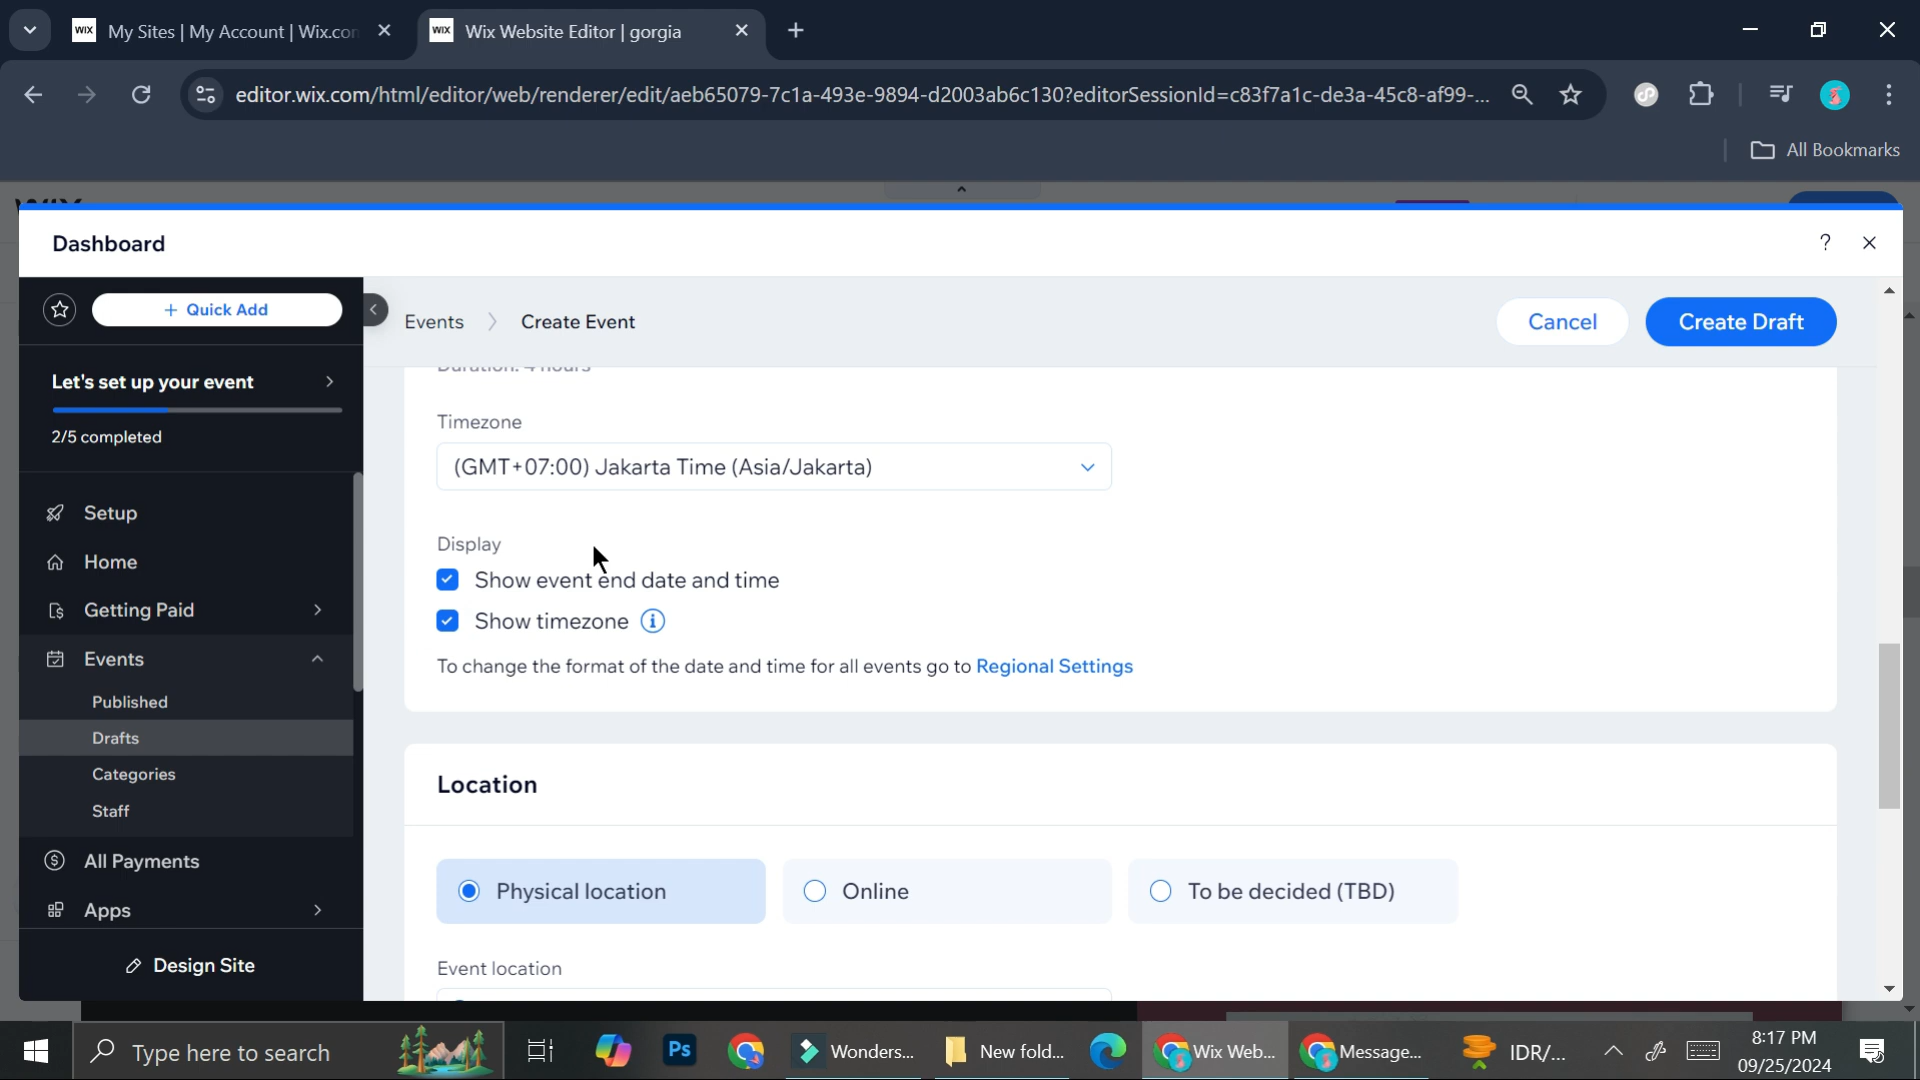 My Sites | My Account | Wix.com
Wix Website Editor | gorgia
editor.wix.com/html/editor/web/renderer/edit/aeb65079-7c1a-493e-9894-d2003ab6c130?editorSessionId=c83f7a1c-de3a-45c8-af99-...
All Bookmarks
Dashboard
?
+ Quick Add
Events > Create Event
Cancel
Create Draft
Let's set up your event
2/5 completed
Setup
Home
Getting Paid
Events
Published
Drafts
Categories
Staff
All Payments
Apps
Design Site
Duration: 4 hours
Timezone
(GMT+07:00) Jakarta Time (Asia/Jakarta)
Display
Show event end date and time
Show timezone
To change the format of the date and time for all events go to Regional Settings
Location
Physical location
Online
To be decided (TBD)
Event location
Type here to search
Ps
Wonders...
New fold...
Wix Web...
Message...
IDR/...
8:17 PM
09/25/2024